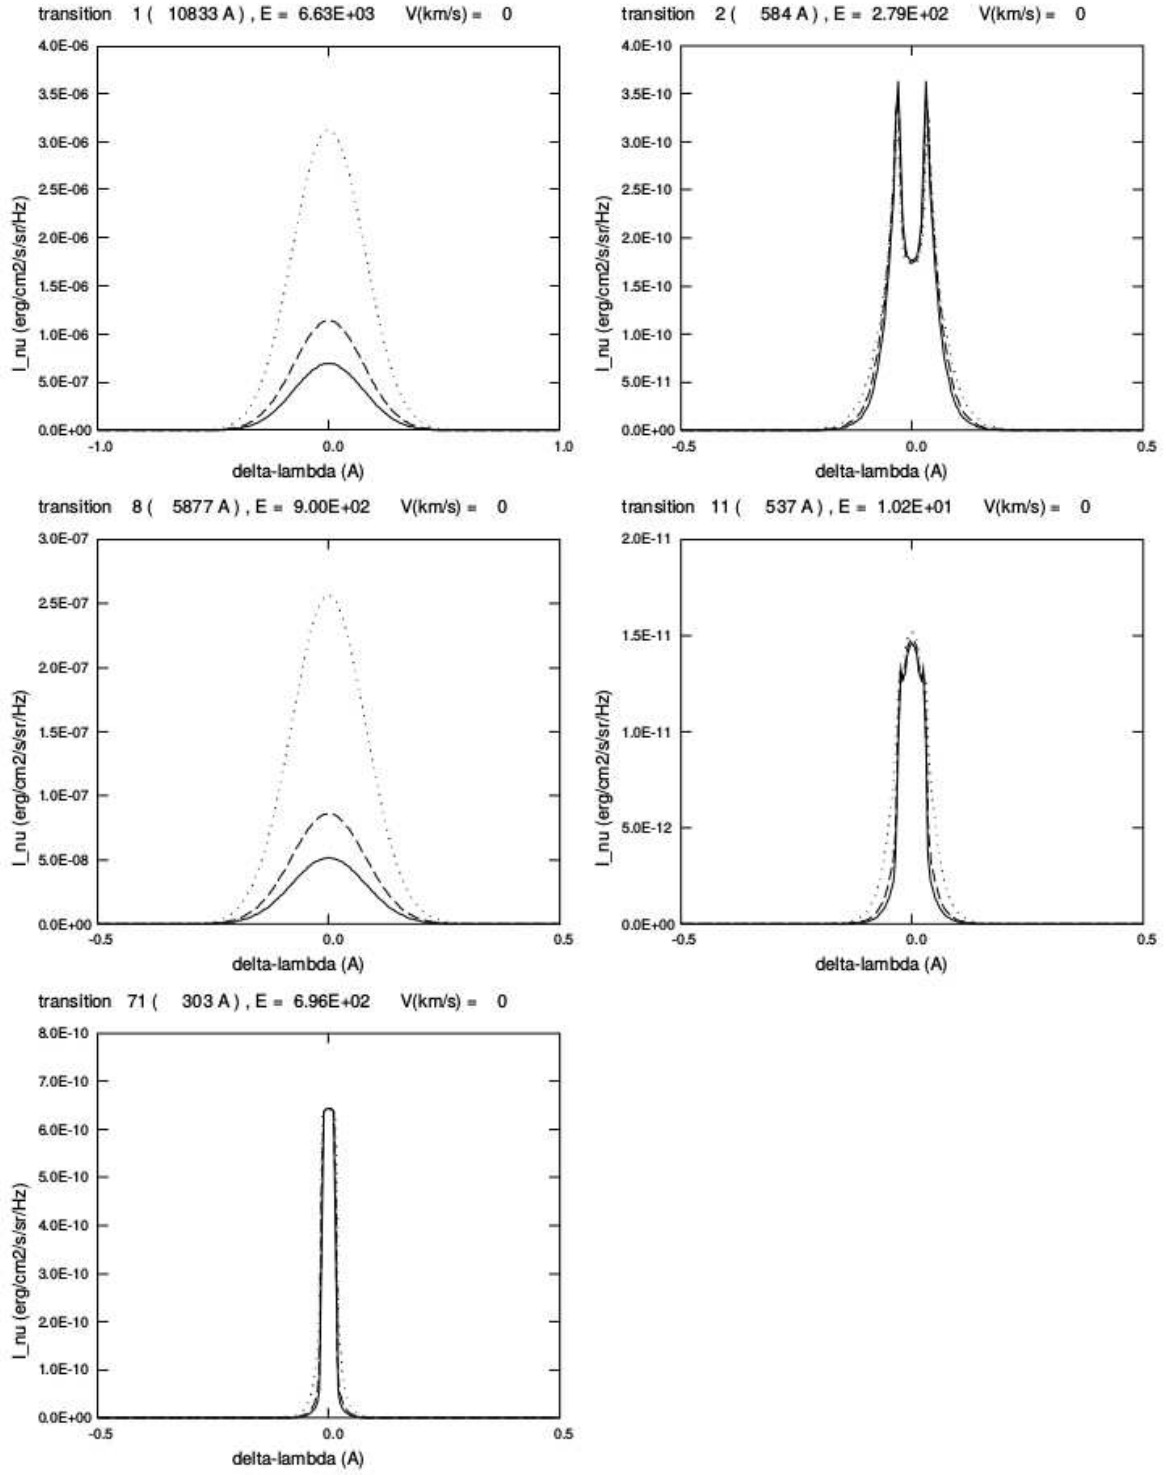 transition 1 ( 10833 A ) , E = 6.63E+03 V(km/s) = 0
4.0E-06
3.5E-06
3.0E-06
2.5E-06
2.0E-06
1.5E-06
1.0E-06
5.0E-07
0.0E+00
I_nu (erg/cm2/s/sr/Hz)
-1.0 0.0 1.0
delta-lambda (A)
transition 2 ( 584 A ) , E = 2.79E+02 V(km/s) = 0
4.0E-10
3.5E-10
3.0E-10
2.5E-10
2.0E-10
1.5E-10
1.0E-10
5.0E-11
0.0E+00
I_nu (erg/cm2/s/sr/Hz)
-0.5 0.0 0.5
delta-lambda (A)
transition 8 ( 5877 A ) , E = 9.00E+02 V(km/s) = 0
3.0E-07
2.5E-07
2.0E-07
1.5E-07
1.0E-07
5.0E-08
0.0E+00
I_nu (erg/cm2/s/sr/Hz)
-0.5 0.0 0.5
delta-lambda (A)
transition 11 ( 537 A ) , E = 1.02E+01 V(km/s) = 0
2.0E-11
1.5E-11
1.0E-11
5.0E-12
0.0E+00
I_nu (erg/cm2/s/sr/Hz)
-0.5 0.0 0.5
delta-lambda (A)
transition 71 ( 303 A ) , E = 6.96E+02 V(km/s) = 0
8.0E-10
7.0E-10
6.0E-10
5.0E-10
4.0E-10
3.0E-10
2.0E-10
1.0E-10
0.0E+00
I_nu (erg/cm2/s/sr/Hz)
-0.5 0.0 0.5
delta-lambda (A)